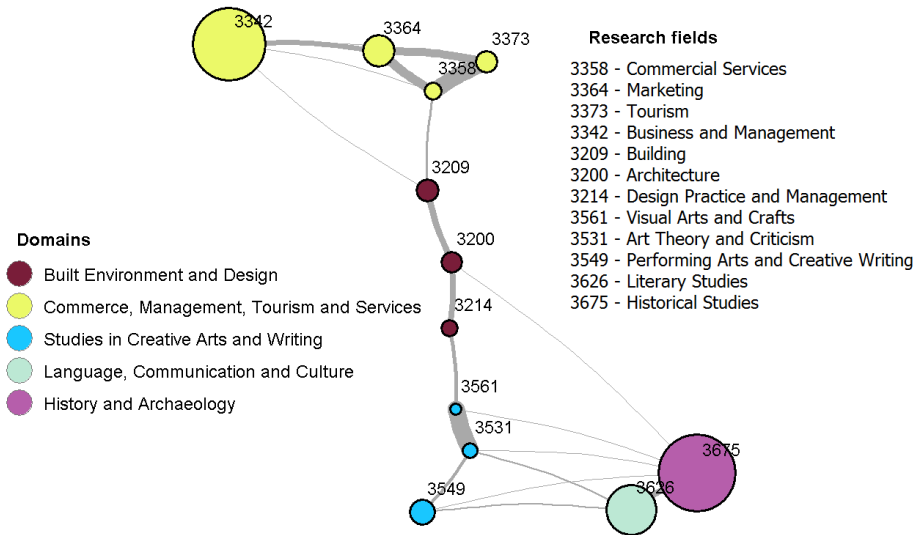 3342
3364
3373
3358
Research fields
3358 - Commercial Services
3364 - Marketing
3373 - Tourism
3342 - Business and Management
3209 - Building
3200 - Architecture
3214 - Design Practice and Management
3561 - Visual Arts and Crafts
3531 - Art Theory and Criticism
3549 - Performing Arts and Creative Writing
3626 - Literary Studies
3675 - Historical Studies
3209
3200
3214
3561
3531
3549
3675
3626
Domains
Built Environment and Design
Commerce, Management, Tourism and Services
Studies in Creative Arts and Writing
Language, Communication and Culture
History and Archaeology